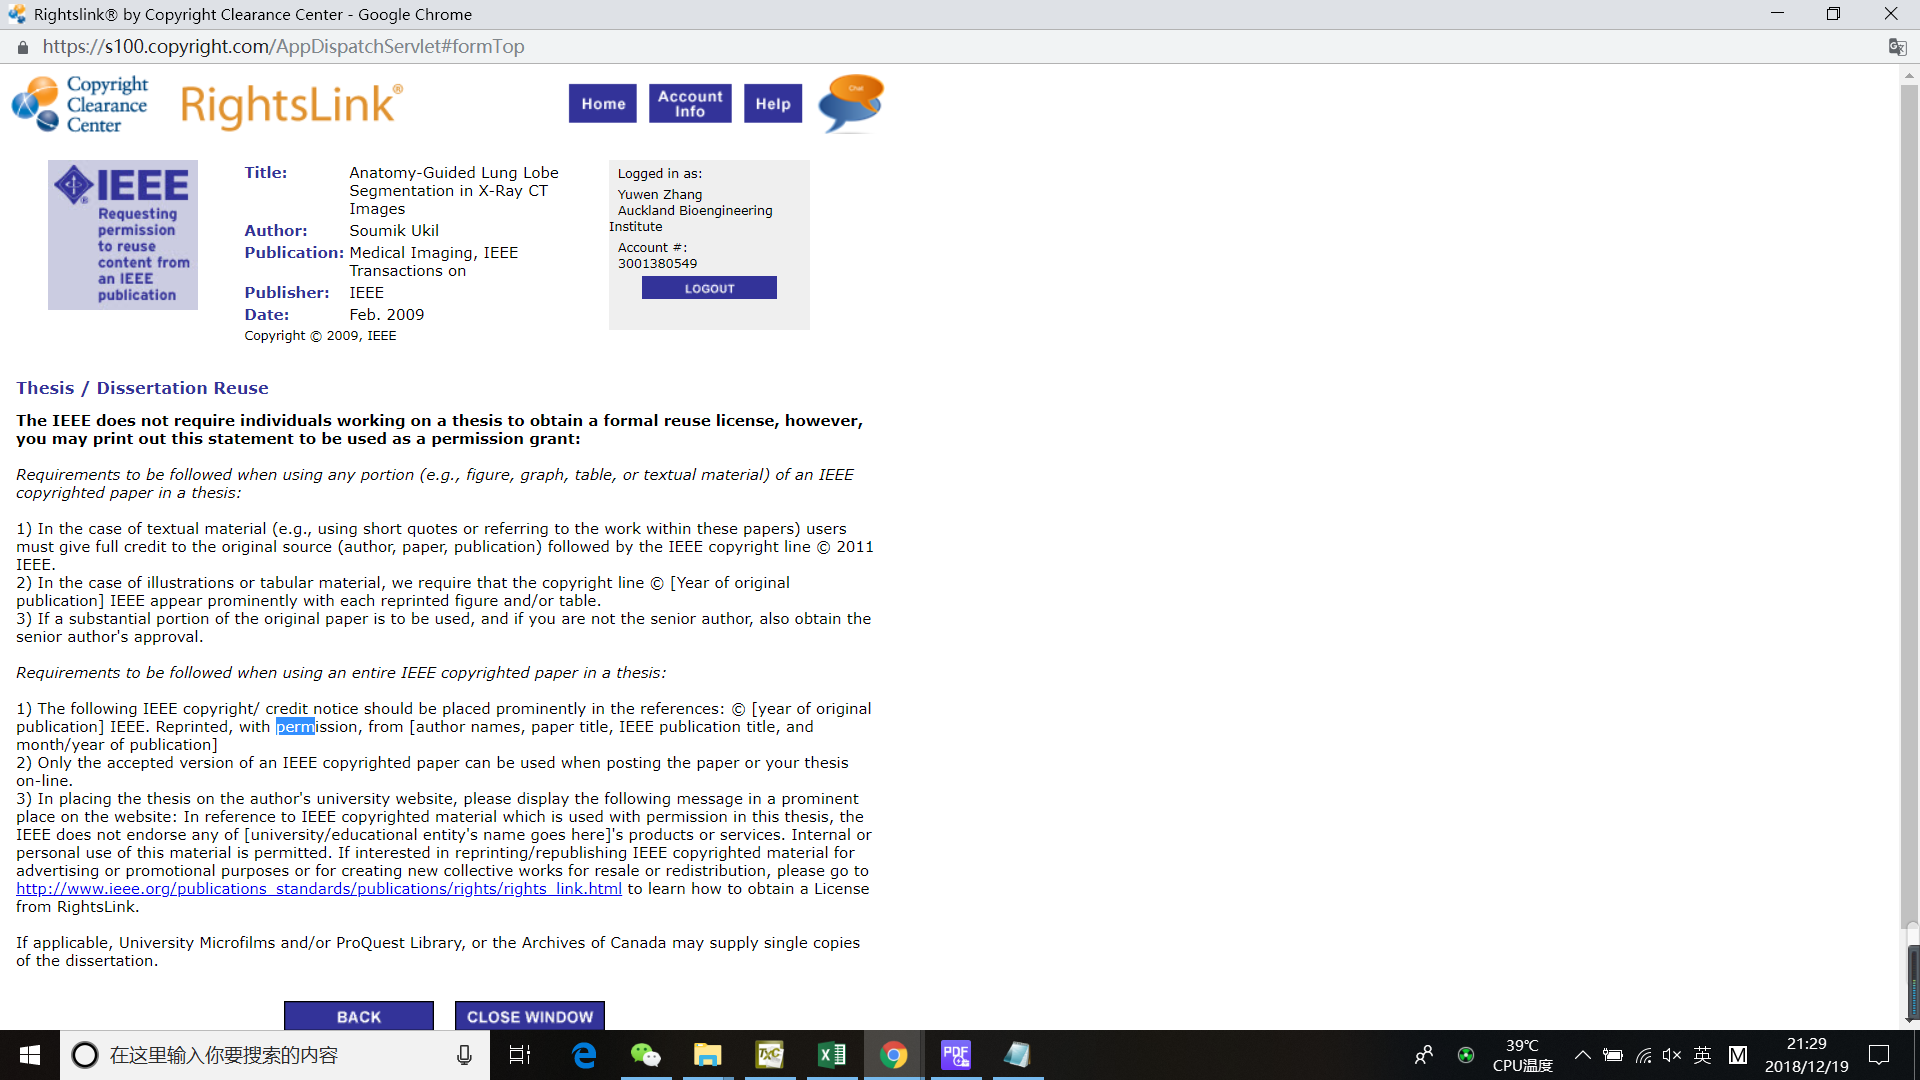 Rightslink® by Copyright Clearance Center - Google Chrome
https://s100.copyright.com/AppDispatchServlet#formTop
Copyright
Clearance
Center
RightsLink®
Home
Account
Info
Help
Chat
IEEE
Requesting
permission
to reuse
content from
an IEEE
publication
Title: Anatomy-Guided Lung Lobe
Segmentation in X-Ray CT
Images
Author: Soumik Ukil
Publication: Medical Imaging, IEEE
Transactions on
Publisher: IEEE
Date: Feb. 2009
Copyright © 2009, IEEE
Logged in as:
Yuwen Zhang
Auckland Bioengineering
Institute
Account #:
3001380549
LOGOUT
Thesis / Dissertation Reuse
The IEEE does not require individuals working on a thesis to obtain a formal reuse license, however,
you may print out this statement to be used as a permission grant:
Requirements to be followed when using any portion (e.g., figure, graph, table, or textual material) of an IEEE
copyrighted paper in a thesis:
1) In the case of textual material (e.g., using short quotes or referring to the work within these papers) users
must give full credit to the original source (author, paper, publication) followed by the IEEE copyright line © 2011
IEEE.
2) In the case of illustrations or tabular material, we require that the copyright line © [Year of original
publication] IEEE appear prominently with each reprinted figure and/or table.
3) If a substantial portion of the original paper is to be used, and if you are not the senior author, also obtain the
senior author's approval.
Requirements to be followed when using an entire IEEE copyrighted paper in a thesis:
1) The following IEEE copyright/ credit notice should be placed prominently in the references: © [year of original
publication] IEEE. Reprinted, with permission, from [author names, paper title, IEEE publication title, and
month/year of publication]
2) Only the accepted version of an IEEE copyrighted paper can be used when posting the paper or your thesis
on-line.
3) In placing the thesis on the author's university website, please display the following message in a prominent
place on the website: In reference to IEEE copyrighted material which is used with permission in this thesis, the
IEEE does not endorse any of [university/educational entity's name goes here]'s products or services. Internal or
personal use of this material is permitted. If interested in reprinting/republishing IEEE copyrighted material for
advertising or promotional purposes or for creating new collective works for resale or redistribution, please go to
http://www.ieee.org/publications_standards/publications/rights/rights_link.html to learn how to obtain a License
from RightsLink.
If applicable, University Microfilms and/or ProQuest Library, or the Archives of Canada may supply single copies
of the dissertation.
BACK
CLOSE WINDOW
在这里输入你要搜索的内容
TXC
PDF
39℃
CPU温度
英
M
21:29
2018/12/19